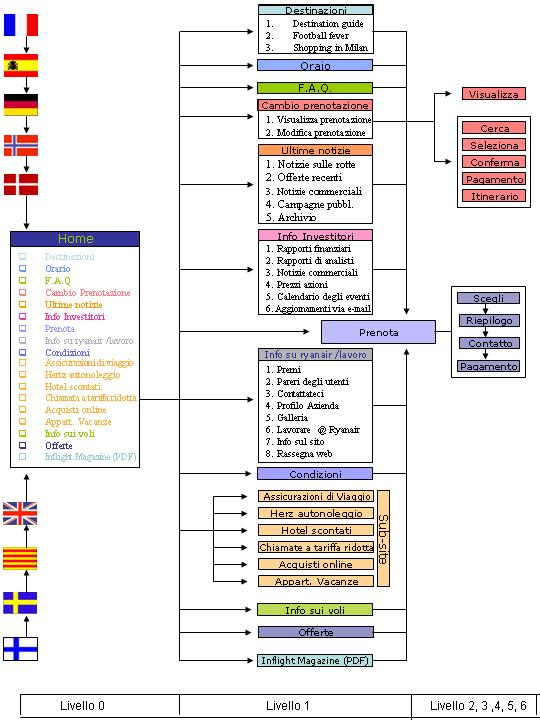 Home
Destinazioni
Orario
F.A.Q
Cambio Prenotazione
Ultime notizie
Info Investitori
Prenota
Info su ryanair /lavoro
Condizioni
Assicurazioni di viaggio
Hertz autonoleggio
Hotel scontati
Chiamata a tariffa ridotta
Acquisti online
Appart. Vacanze
Info sui voli
Offerte
Inflight Magazine (PDF)
Destinazioni
1. Destination guide
2. Football fever
3. Shopping in Milan
Oraio
F.A.Q.
Cambio prenotazione
1. Visualizza prenotazione
2. Modifica prenotazione
Ultime notizie
1. Notizie sulle rotte
2. Offerte recenti
3. Notizie commerciali
4. Campagne pubbl.
5. Archivio
Info Investitori
1. Rapporti finanziari
2. Rapporti di analisti
3. Notizie commerciali
4. Prezzi azioni
5. Calendario degli eventi
6. Aggiornamenti via e-mail
Prenota
Info su ryanair /lavoro
1. Premi
2. Pareri degli utenti
3. Contattateci
4. Profilo Azienda
5. Galleria
6. Lavorare @ Ryanair
7. Info sul sito
8. Rassegna web
Condizioni
Assicurazioni di Viaggio
Herz autonoleggio
Hotel scontati
Chiamate a tariffa ridotta
Acquisti online
Appart. Vacanze
Sub-site
Info sui voli
Offerte
Inflight Magazine (PDF)
Visualizza
Cerca
Seleziona
Conferma
Pagamento
Itinerario
Scegli
Riepilogo
Contatto
Pagamento
Livello 0
Livello 1
Livello 2, 3 ,4, 5, 6